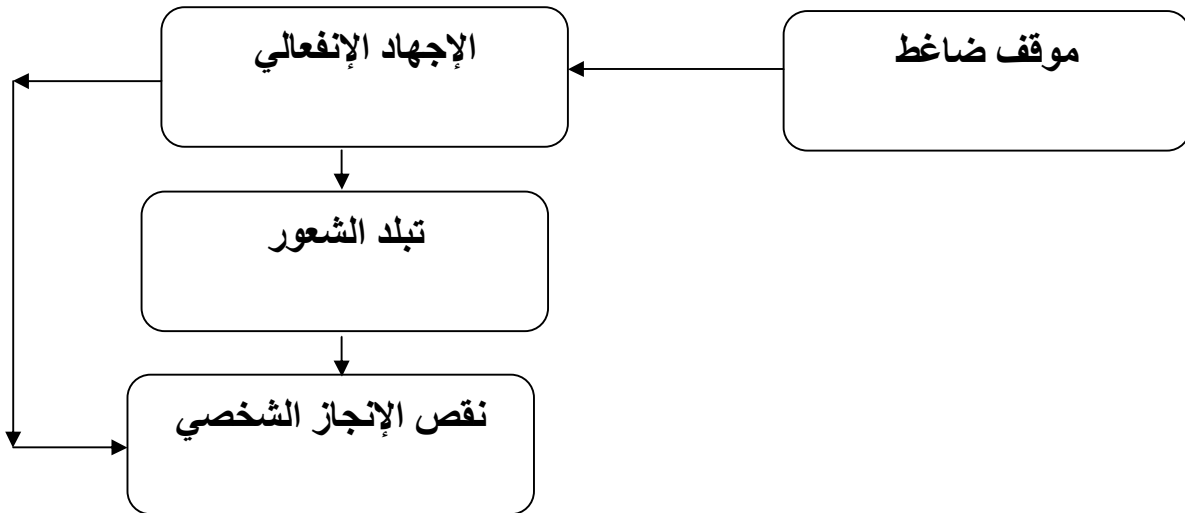 موقف ضاغط
الإجهاد الإنفعالي
تبلد الشعور
نقص الإنجاز الشخصي